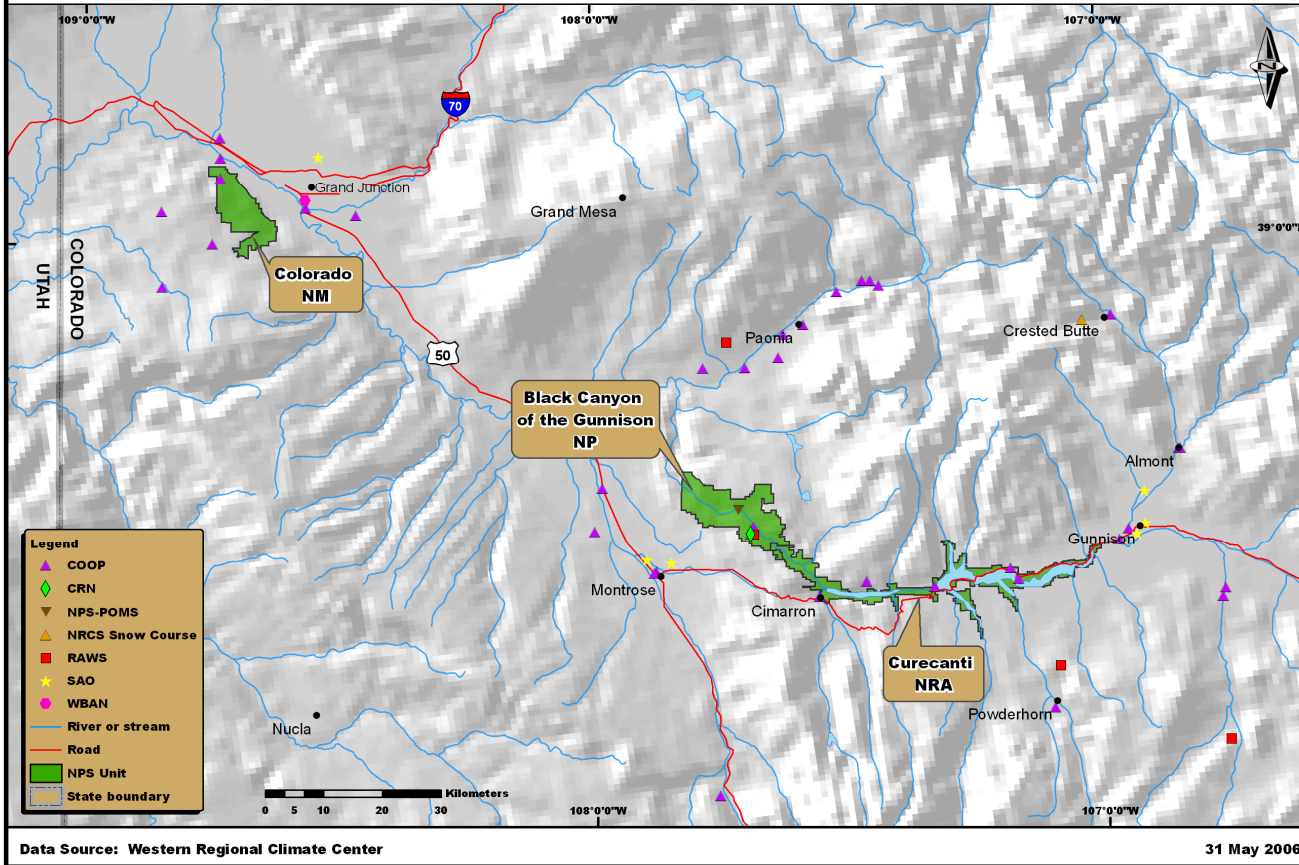 109°0'0"W
108°0'0"W
107°0'0"W
70
Grand Junction
Grand Mesa
39°0'0"
COLORADO
UTAH
Colorado
NM
Crested Butte
Paonia
50
Black Canyon
of the Gunnison
NP
Almont
Gunnison
Montrose
Cimarron
Curecanti
NRA
Powderhorn
Nucla
Legend
COOP
CRN
NPS-POMS
NRCS Snow Course
RAWS
SAO
WBAN
River or stream
Road
NPS Unit
State boundary
Kilometers
0 5 10 20 30
108°0'0"W
107°0'0"W
Data Source: Western Regional Climate Center
31 May 2006